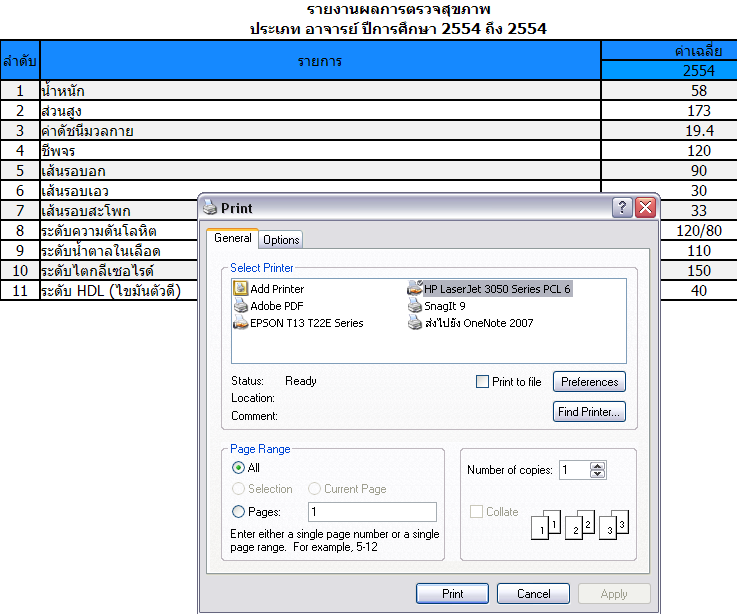 รายงานผลการตรวจสุขภาพ
ประเภท อาจารย์ ปีการศึกษา 2554 ถึง 2554
ลำดับ รายการ ค่าเฉลี่ย
2554
1 น้ำหนัก 58
2 ส่วนสูง 173
3 ค่าดัชนีมวลกาย 19.4
4 ชีพจร 120
5 เส้นรอบอก 90
6 เส้นรอบเอว 30
7 เส้นรอบสะโพก 33
8 ระดับความดันโลหิต 120/80
9 ระดับน้ำตาลในเลือด 110
10 ระดับไตกลีเซอไรด์ 150
11 ระดับ HDL (ไขมันตัวดี) 40
Print
General Options
Select Printer
Add Printer HP LaserJet 3050 Series PCL 6
Adobe PDF SnagIt 9
EPSON T13 T22E Series ส่งไปยัง OneNote 2007
Status: Ready Print to file Preferences
Location:
Comment: Find Printer...
Page Range
All Number of copies: 1
Selection Current Page
Pages: 1 Collate 1 1 2 2 3 3
Enter either a single page number or a single
page range. For example, 5-12
Print Cancel Apply